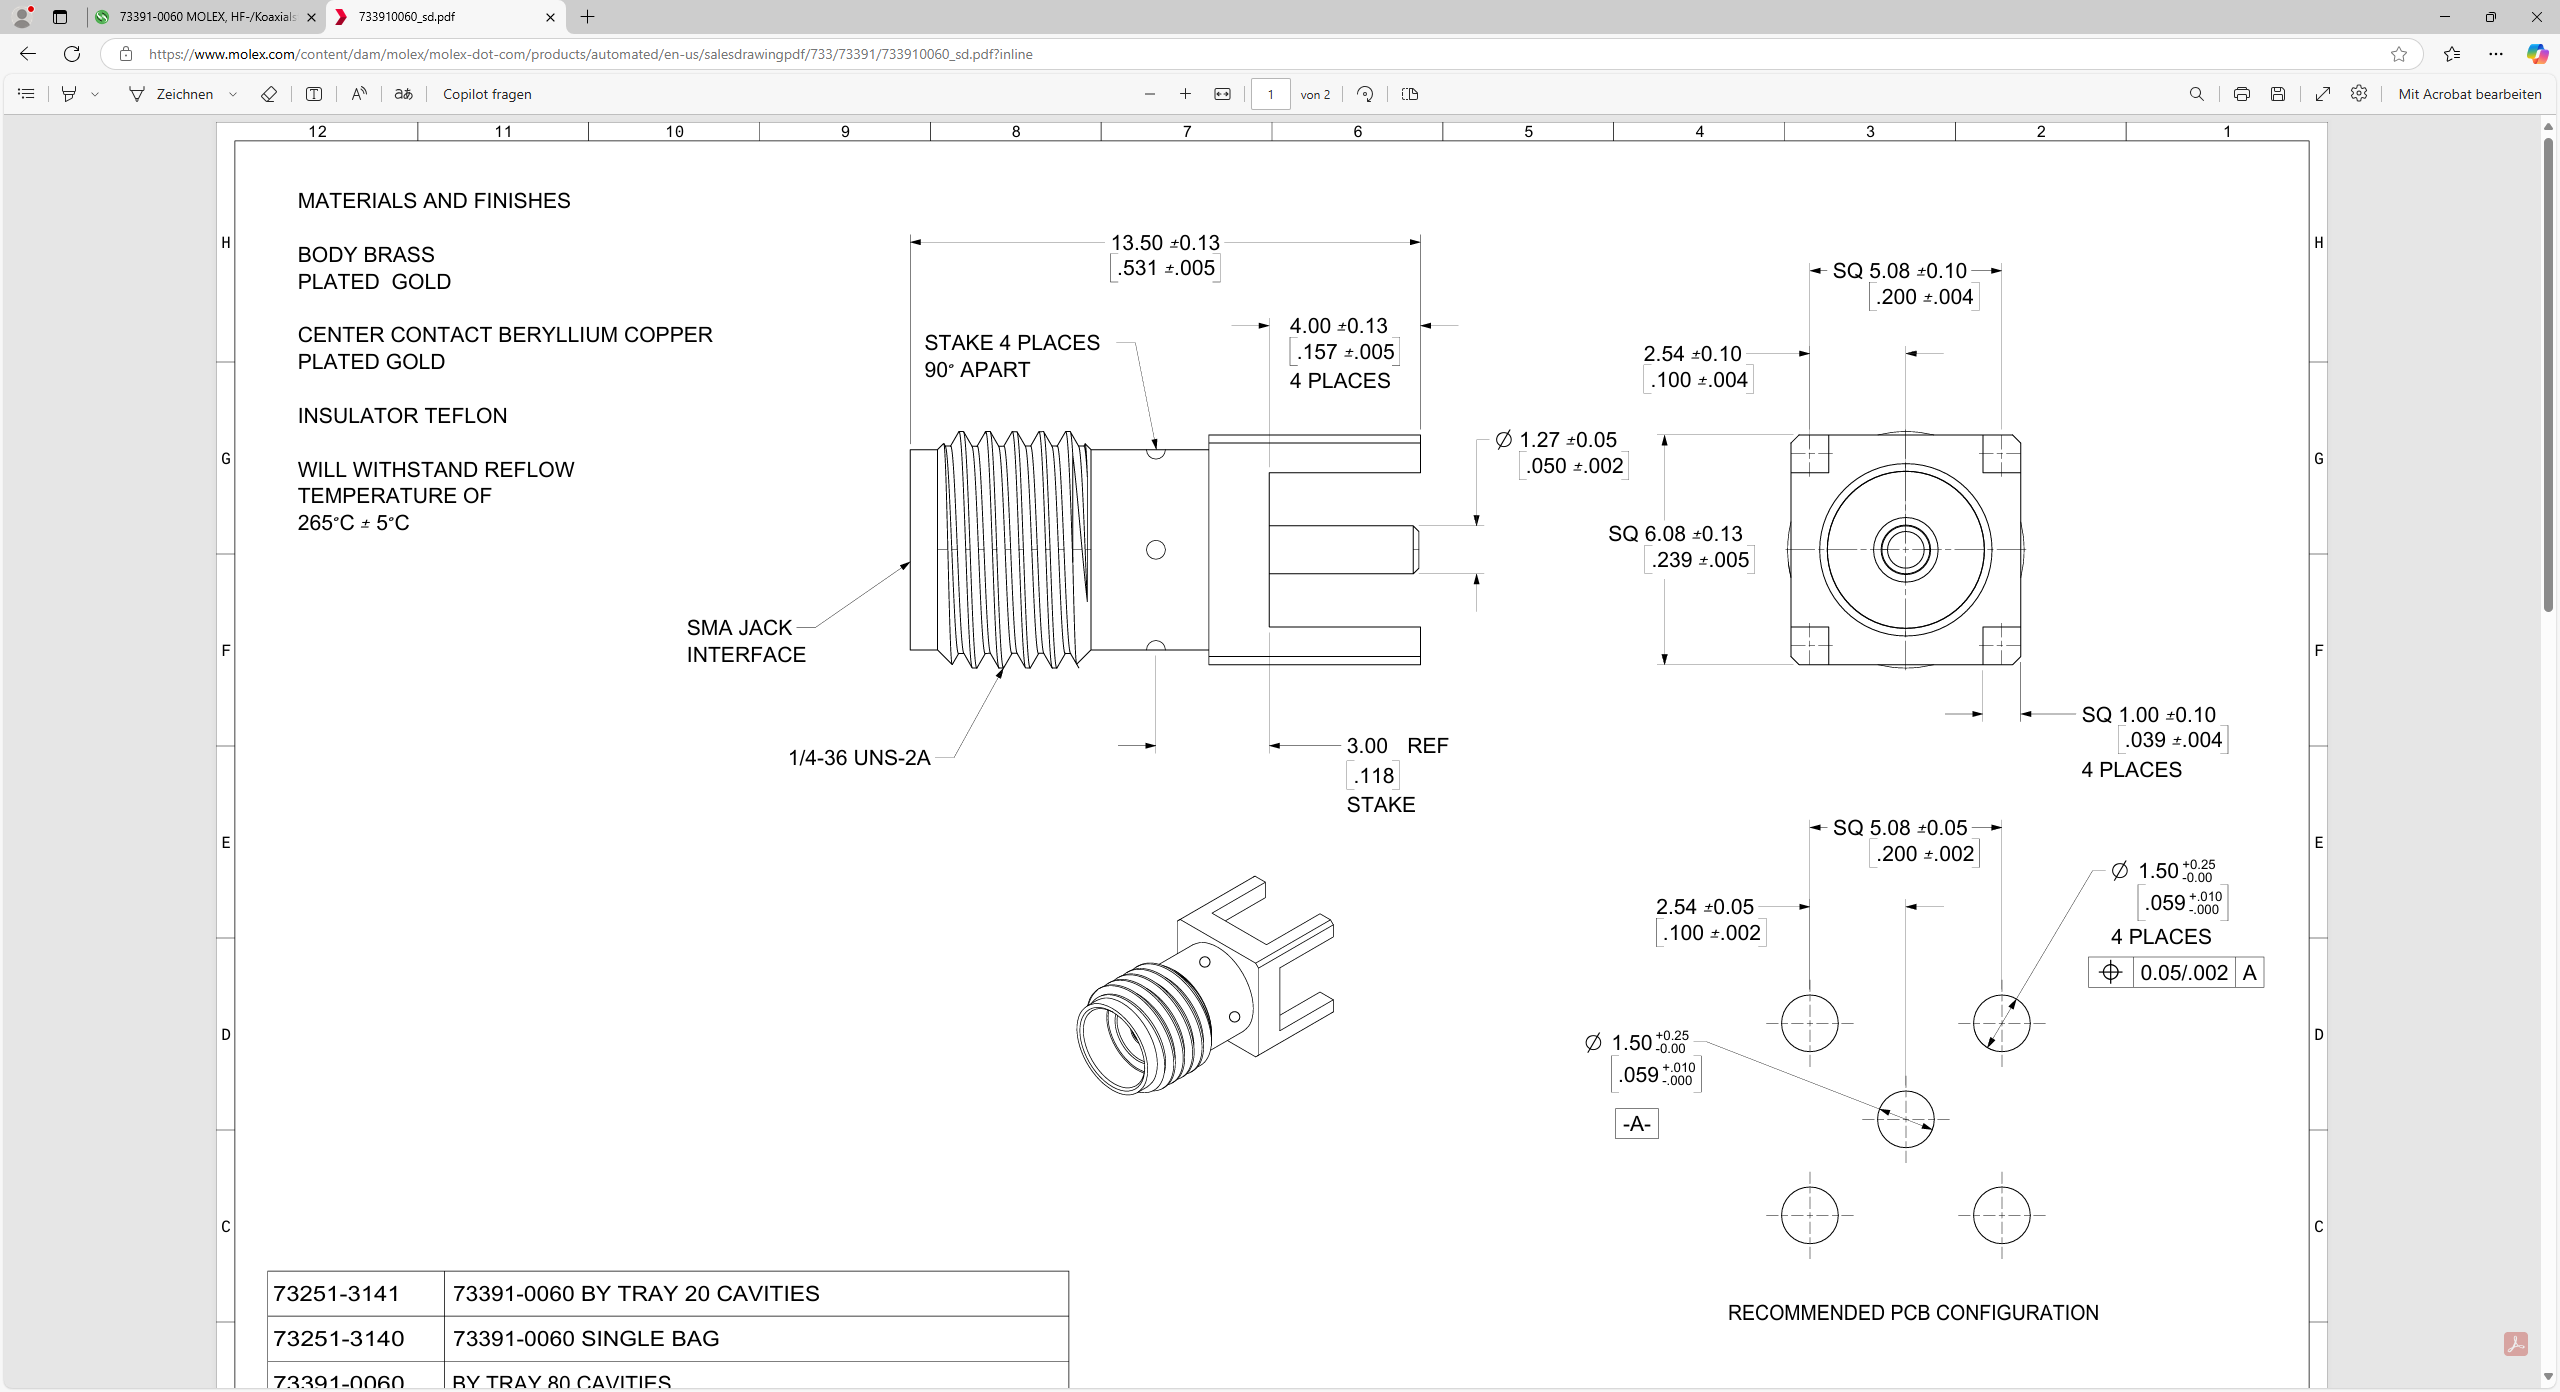 73391-0060 MOLEX, HF-/Koaxials
733910060_sd.pdf
https://www.molex.com/content/dam/molex/molex-dot-com/products/automated/en-us/salesdrawingpdf/733/73391/733910060_sd.pdf?inline
Zeichnen
Copilot fragen
1 von 2
Mit Acrobat bearbeiten
12 11 10 9 8 7 6 5 4 3 2 1
MATERIALS AND FINISHES
BODY BRASS
PLATED GOLD
CENTER CONTACT BERYLLIUM COPPER
PLATED GOLD
INSULATOR TEFLON
WILL WITHSTAND REFLOW
TEMPERATURE OF
265°C ± 5°C
H
G
F
E
D
C
13.50 ±0.13
[.531 ±.005]
STAKE 4 PLACES
90° APART
4.00 ±0.13
[.157 ±.005]
4 PLACES
Ø 1.27 ±0.05
[.050 ±.002]
SMA JACK
INTERFACE
1/4-36 UNS-2A
3.00 REF
[.118]
STAKE
SQ 5.08 ±0.10
[.200 ±.004]
2.54 ±0.10
[.100 ±.004]
SQ 6.08 ±0.13
[.239 ±.005]
SQ 1.00 ±0.10
[.039 ±.004]
4 PLACES
SQ 5.08 ±0.05
[.200 ±.002]
2.54 ±0.05
[.100 ±.002]
Ø 1.50 +0.25 -0.00
[.059 +.010 -.000]
4 PLACES
⌖ 0.05/.002 A
Ø 1.50 +0.25 -0.00
[.059 +.010 -.000]
-A-
RECOMMENDED PCB CONFIGURATION
H
G
F
E
D
C
73251-3141 73391-0060 BY TRAY 20 CAVITIES
73251-3140 73391-0060 SINGLE BAG
73391-0060 BY TRAY 80 CAVITIES